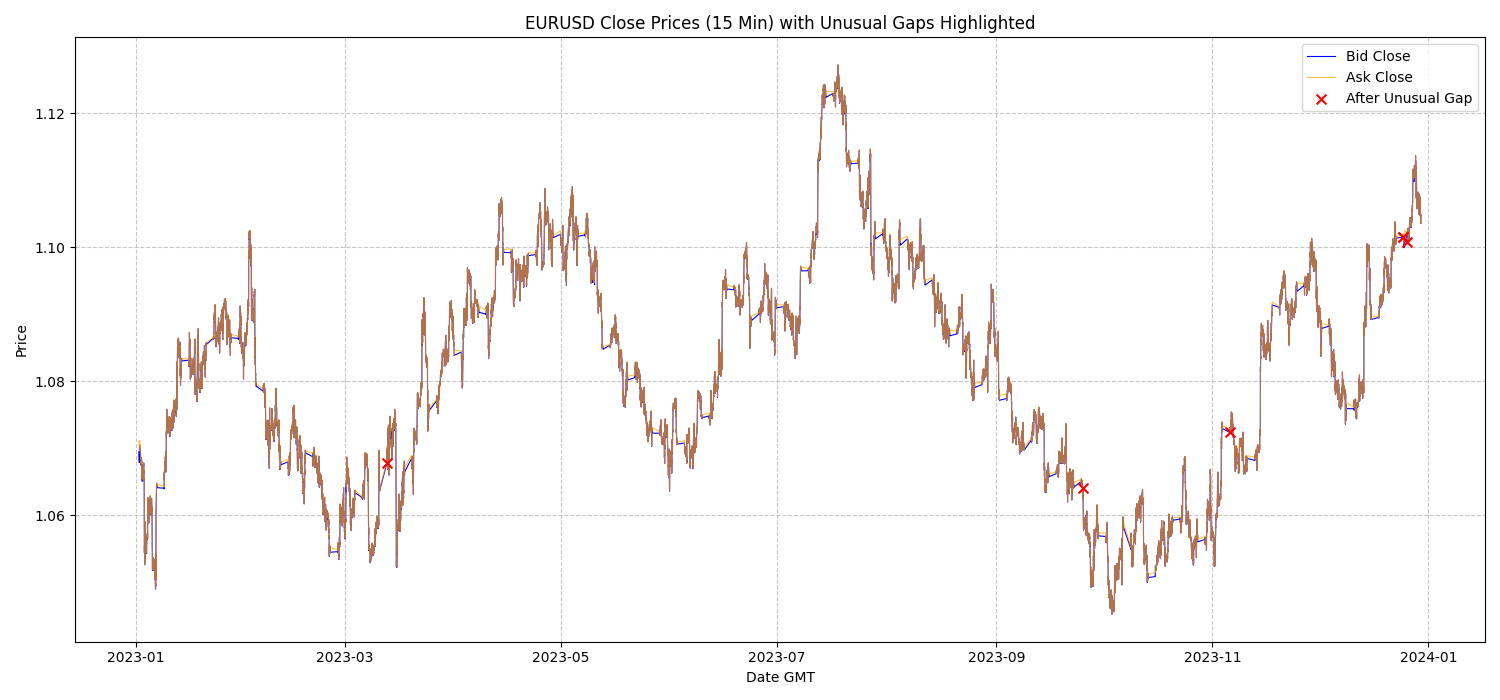 EURUSD Close Prices (15 Min) with Unusual Gaps Highlighted
Bid Close
Ask Close
After Unusual Gap
Price
1.12
1.10
1.08
1.06
2023-01
2023-03
2023-05
2023-07
2023-09
2023-11
2024-01
Date GMT